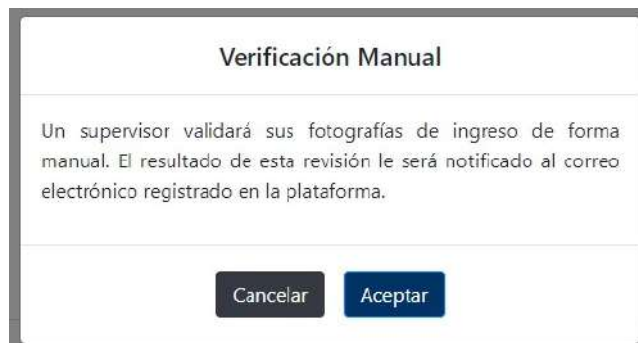 Verificación Manual
Un supervisor validará sus fotografías de ingreso de forma
manual. El resultado de esta revisión le será notificado al correo
electrónico registrado en la plataforma.
Cancelar
Aceptar